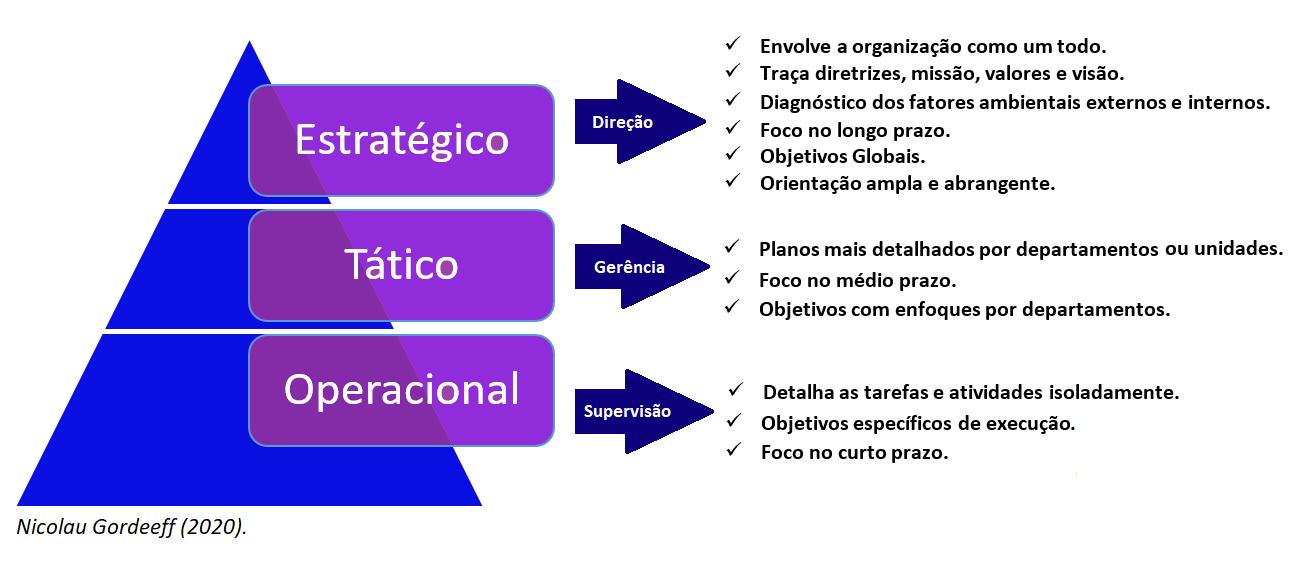 Estratégico
Direção
✓ Envolve a organização como um todo.
✓ Traça diretrizes, missão, valores e visão.
✓ Diagnóstico dos fatores ambientais externos e internos.
✓ Foco no longo prazo.
✓ Objetivos Globais.
✓ Orientação ampla e abrangente.
Tático
Gerência
✓ Planos mais detalhados por departamentos ou unidades.
✓ Foco no médio prazo.
✓ Objetivos com enfoques por departamentos.
Operacional
Supervisão
✓ Detalha as tarefas e atividades isoladamente.
✓ Objetivos específicos de execução.
✓ Foco no curto prazo.
Nicolau Gordeeff (2020).